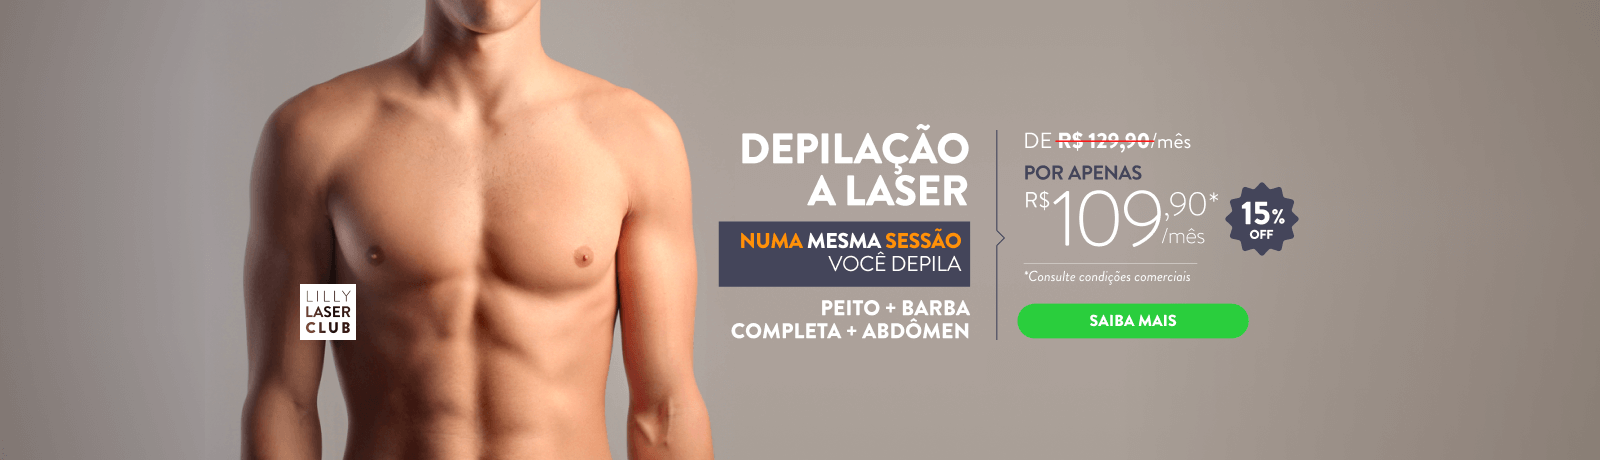 LILLY
LASER
CLUB
DEPILAÇÃO
A LASER
NUMA MESMA SESSÃO
VOCÊ DEPILA
PEITO + BARBA
COMPLETA + ABDÔMEN
DE R$ 129,90/mês
POR APENAS
R$109,90*
/mês
15%
OFF
*Consulte condições comerciais
SAIBA MAIS